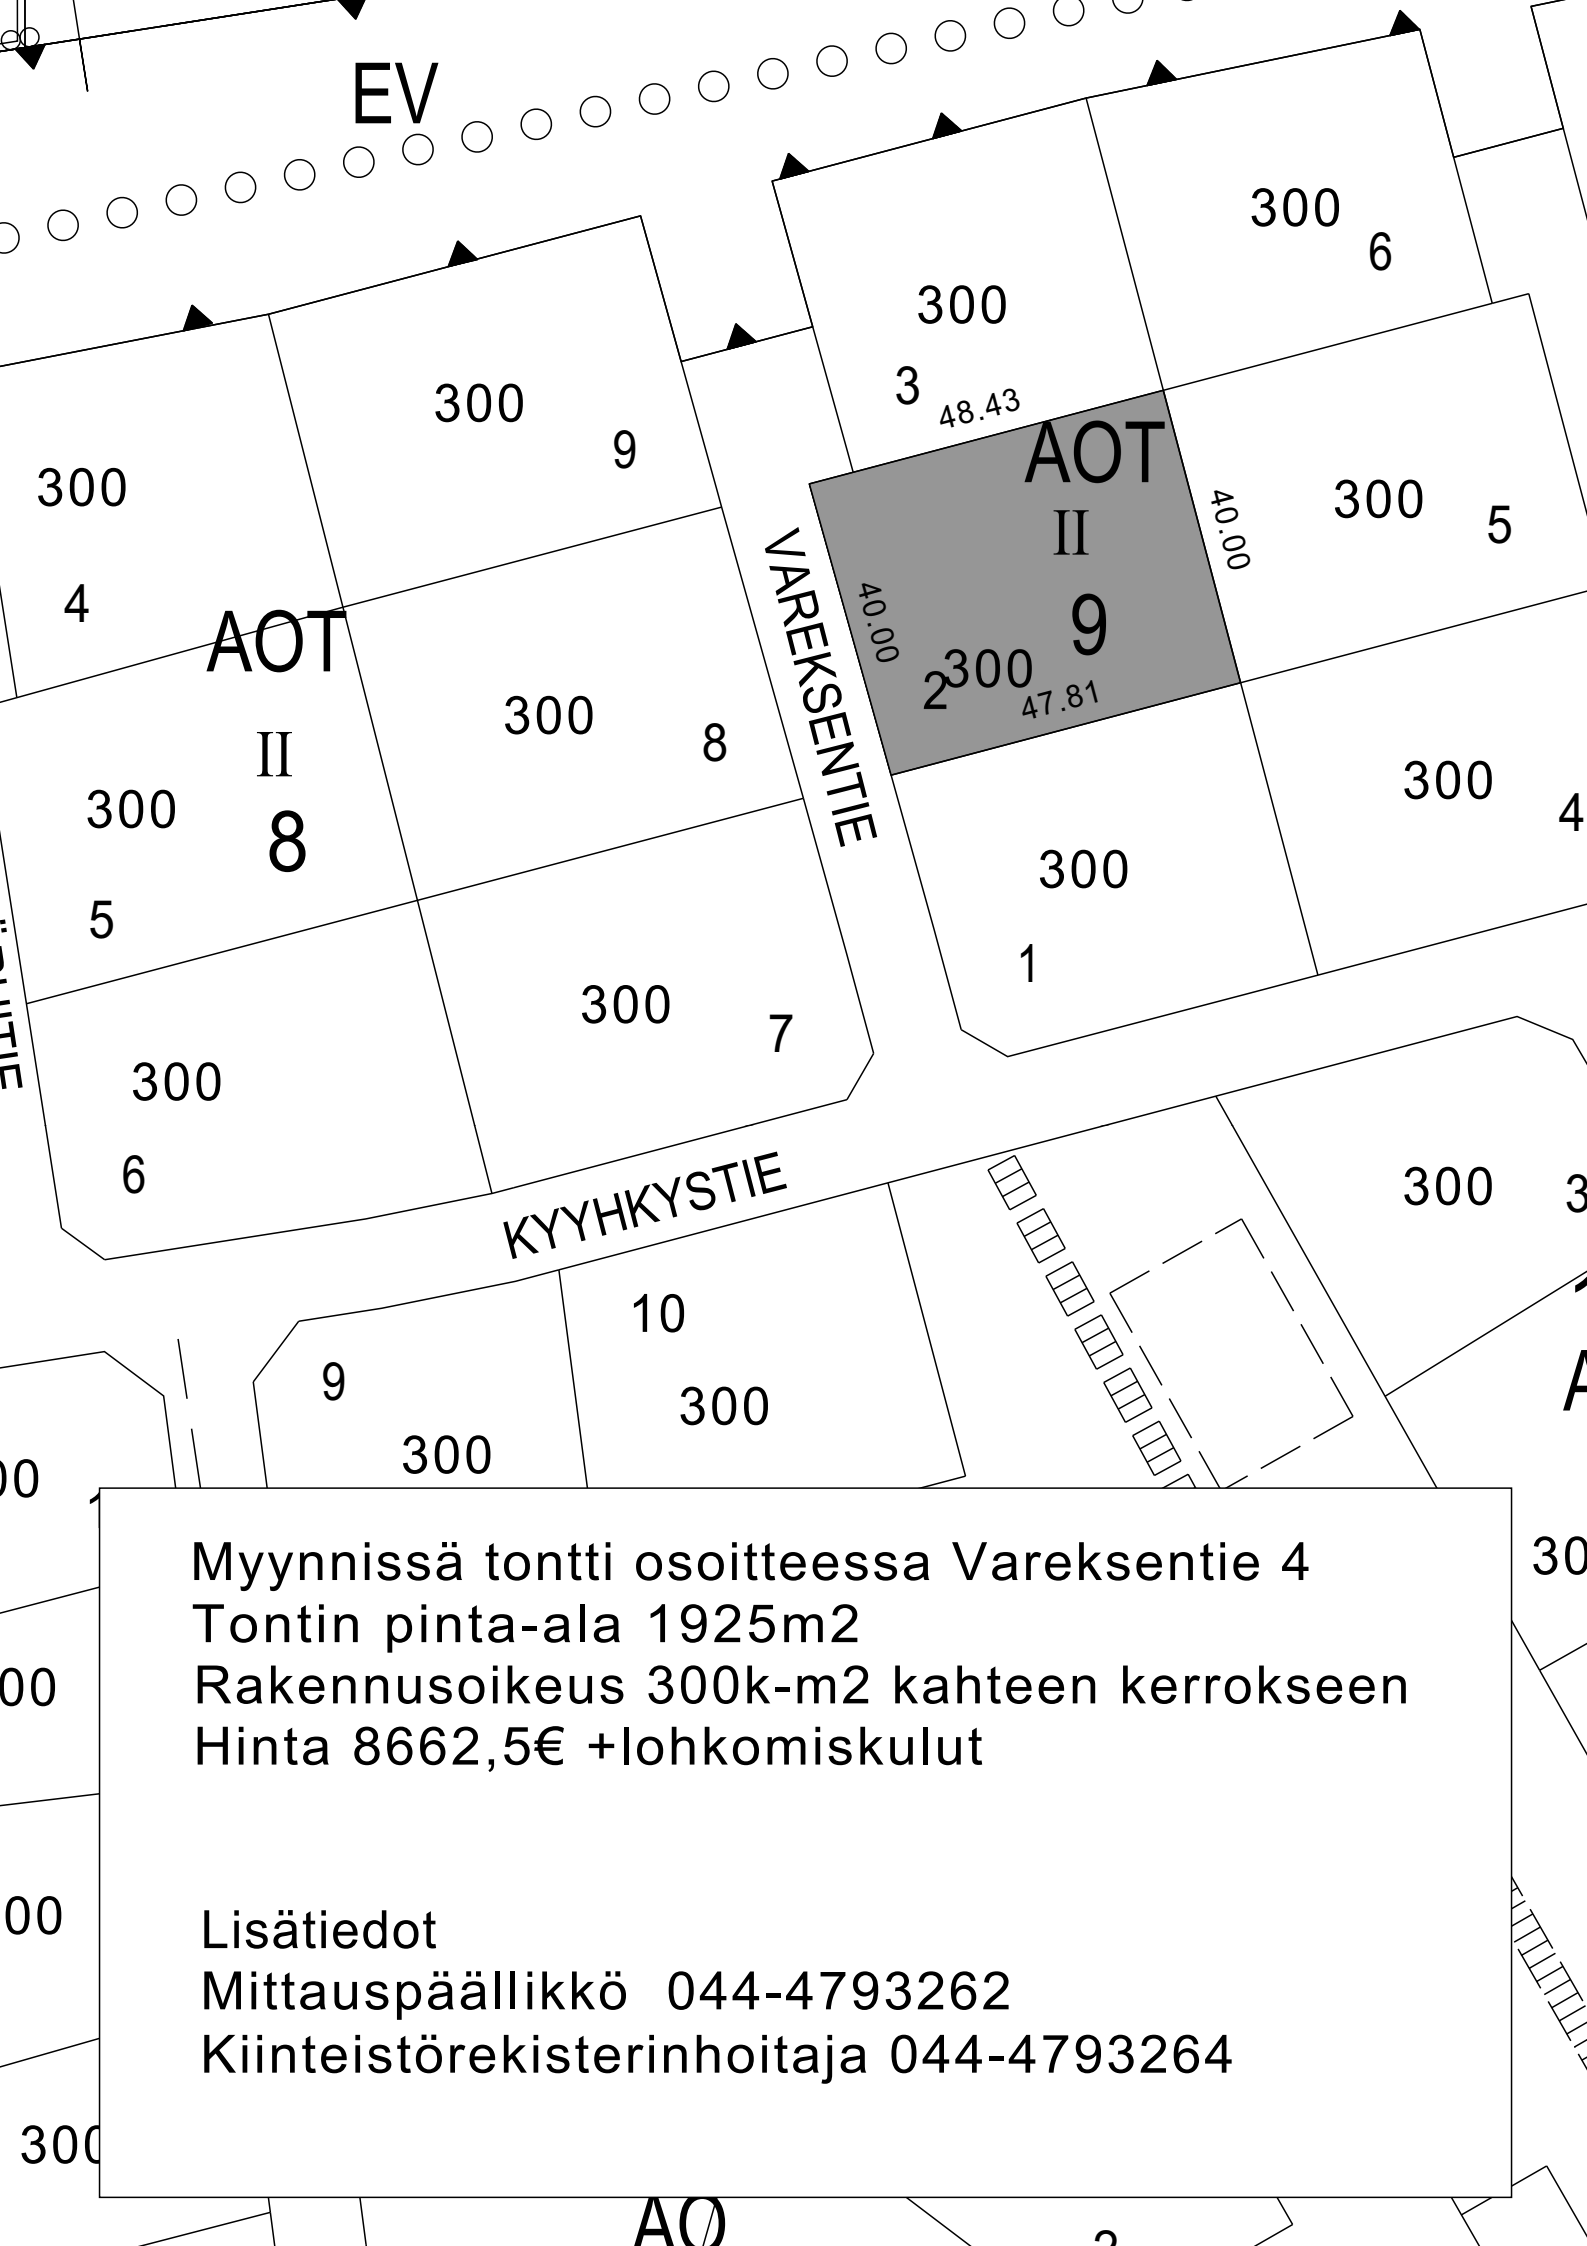 EV
300
6
300
3
48.43
300
9
300
4
AOT
II
9
300
2
47.81
40.00
40.00
300
5
VAREKSENTIE
AOT
II
8
300
8
300
5
300
4
300
1
300
7
300
6
KYYHKYSTIE
300
10
300
9
300
Myynnissä tontti osoitteessa Vareksentie 4
Tontin pinta-ala 1925m2
Rakennusoikeus 300k-m2 kahteen kerrokseen
Hinta 8662,5€ +lohkomiskulut
Lisätiedot
Mittauspäällikkö 044-4793262
Kiinteistörekisterinhoitaja 044-4793264
300
AO